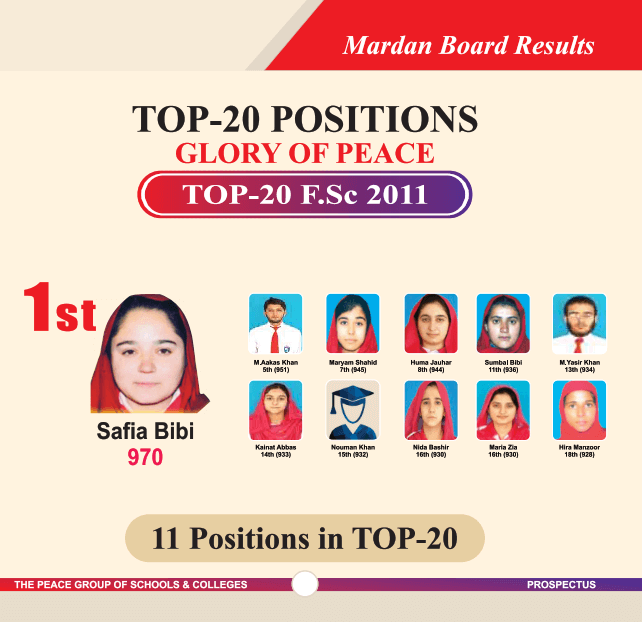 Mardan Board Results
TOP-20 POSITIONS
GLORY OF PEACE
TOP-20 F.Sc 2011
1st
Safia Bibi
970
M.Aakas Khan
5th (951)
Maryam Shahid
7th (945)
Huma Jauhar
8th (944)
Sumbal Bibi
11th (936)
M.Yasir Khan
13th (934)
Kainat Abbas
14th (933)
Nouman Khan
15th (932)
Nida Bashir
16th (930)
Maria Zia
16th (930)
Hira Manzoor
18th (928)
11 Positions in TOP-20
THE PEACE GROUP OF SCHOOLS & COLLEGES
PROSPECTUS